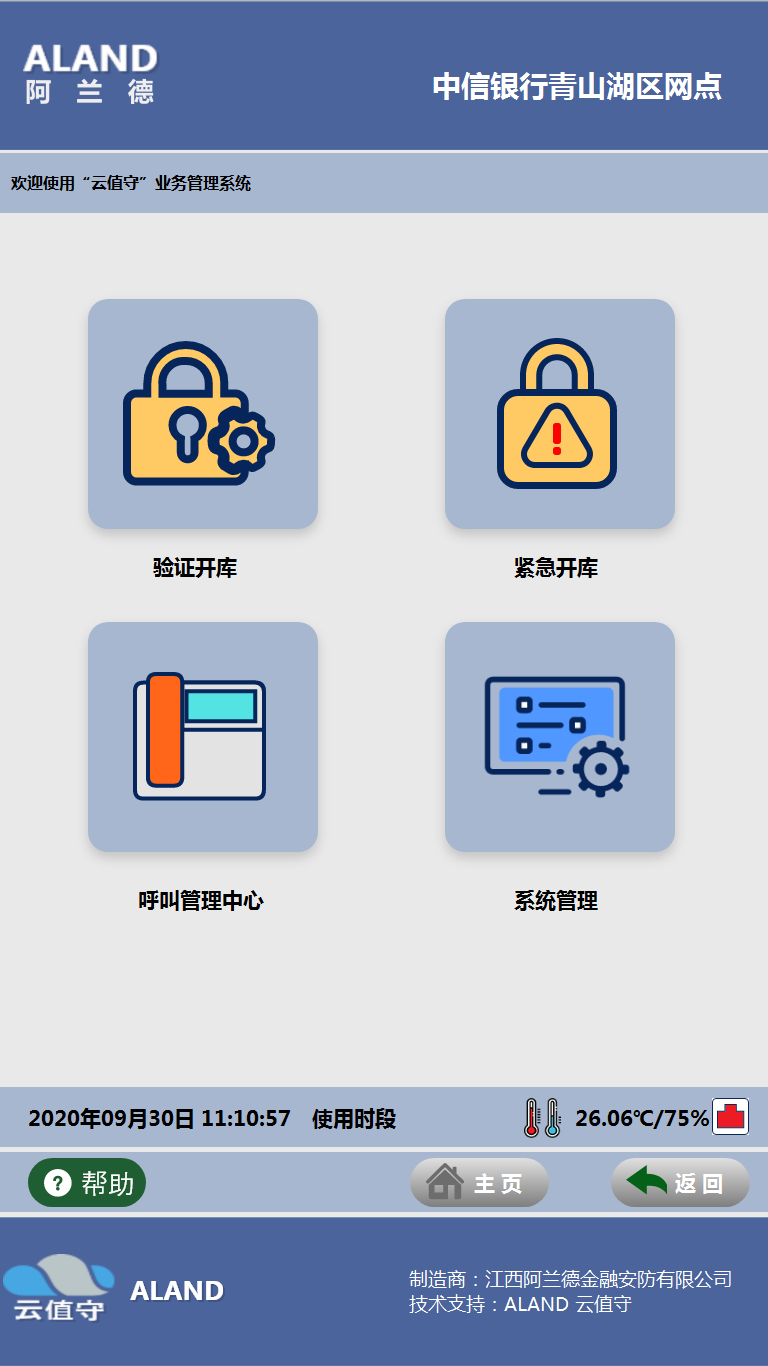 ALAND
阿兰德
中信银行青山湖区网点
欢迎使用“云值守”业务管理系统
验证开库
紧急开库
呼叫管理中心
系统管理
2020年09月30日 11:10:57 使用时段
26.06℃/75%
? 帮助
主页
返回
云值守
ALAND
制造商：江西阿兰德金融安防有限公司
技术支持：ALAND 云值守